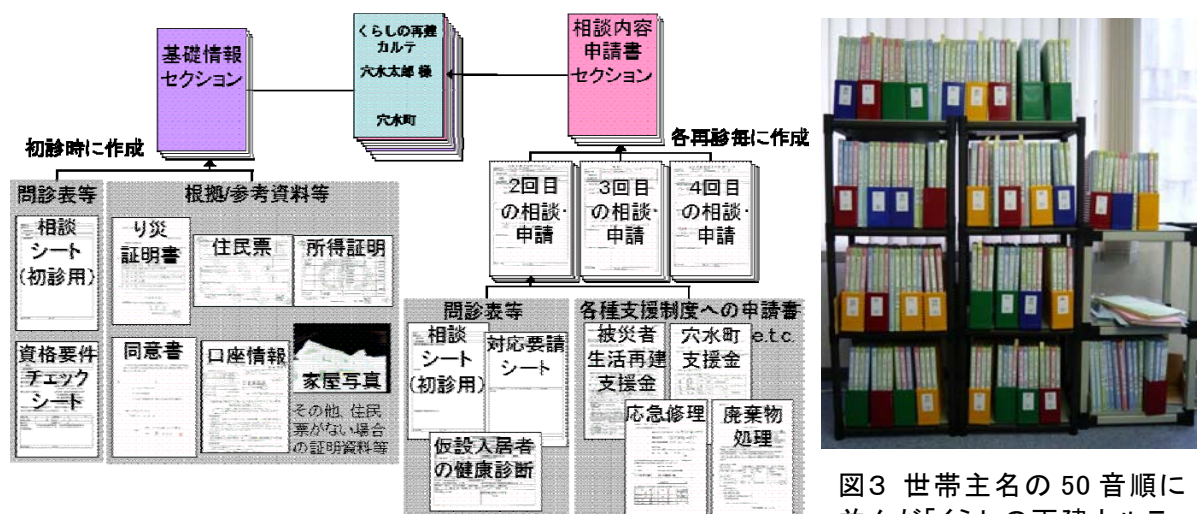 基礎情報
セクション
くらしの再建
カルテ
穴水太郎 様
穴水町
相談内容
申請書
セクション
初診時に作成
各再診毎に作成
問診表等
相談
シート
(初診用)
資格要件
チェック
シート
根拠/参考資料等
り災
証明書
住民票
所得証明
同意書
口座情報
家屋写真
その他、住民
票がない場合
の証明資料等
2回目
の相談・
申請
3回目
の相談・
申請
4回目
の相談・
申請
問診表等
相談
シート
(初診用)
対応要請
シート
仮設入居者
の健康診断
各種支援制度への申請書
被災者
生活再建
支援金
穴水町
支援金
e.t.c.
応急修理
廃棄物
処理
図3 世帯主名の 50 音順に